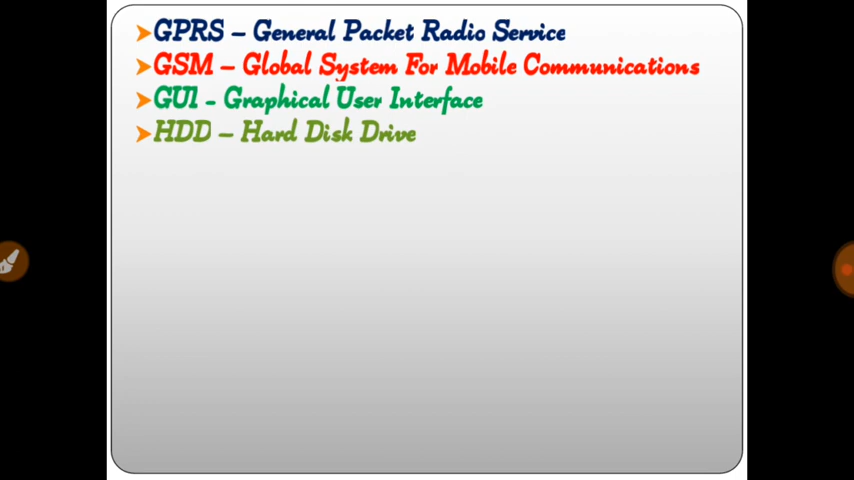 GPRS – General Packet Radio Service
GSM – Global System For Mobile Communications
GUI - Graphical User Interface
HDD – Hard Disk Drive